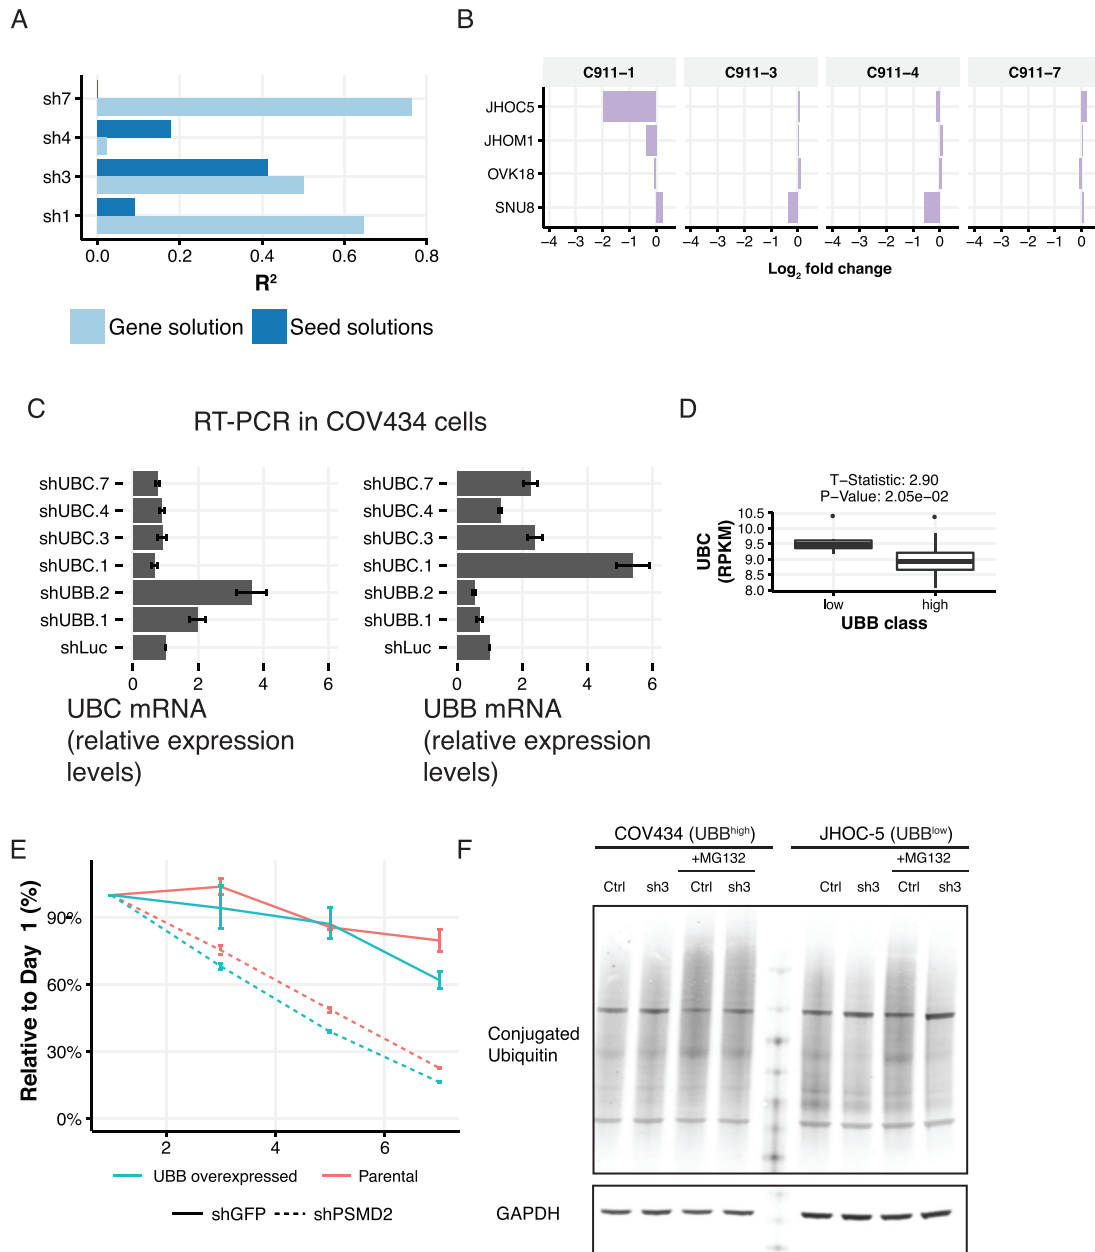 A
sh7
sh4
sh3
sh1
0.0 0.2 0.4 0.6 0.8
R²
Gene solution Seed solutions
B
C911−1 C911−3 C911−4 C911−7
JHOC5
JHOM1
OVK18
SNU8
−4 −3 −2 −1 0 −4 −3 −2 −1 0 −4 −3 −2 −1 0 −4 −3 −2 −1 0
Log₂ fold change
C
RT-PCR in COV434 cells
shUBC.7
shUBC.4
shUBC.3
shUBC.1
shUBB.2
shUBB.1
shLuc
0 2 4 6
UBC mRNA
(relative expression
levels)
shUBC.7
shUBC.4
shUBC.3
shUBC.1
shUBB.2
shUBB.1
shLuc
0 2 4 6
UBB mRNA
(relative expression
levels)
D
T−Statistic: 2.90
P−Value: 2.05e−02
UBC
(RPKM)
10.5
10.0
9.5
9.0
8.5
8.0
low high
UBB class
E
Relative to Day 1 (%)
90%
60%
30%
0%
2 4 6
UBB overexpressed Parental
shGFP shPSMD2
F
COV434 (UBBhigh) JHOC-5 (UBBlow)
+MG132 +MG132
Ctrl sh3 Ctrl sh3 Ctrl sh3 Ctrl sh3
Conjugated
Ubiquitin
GAPDH